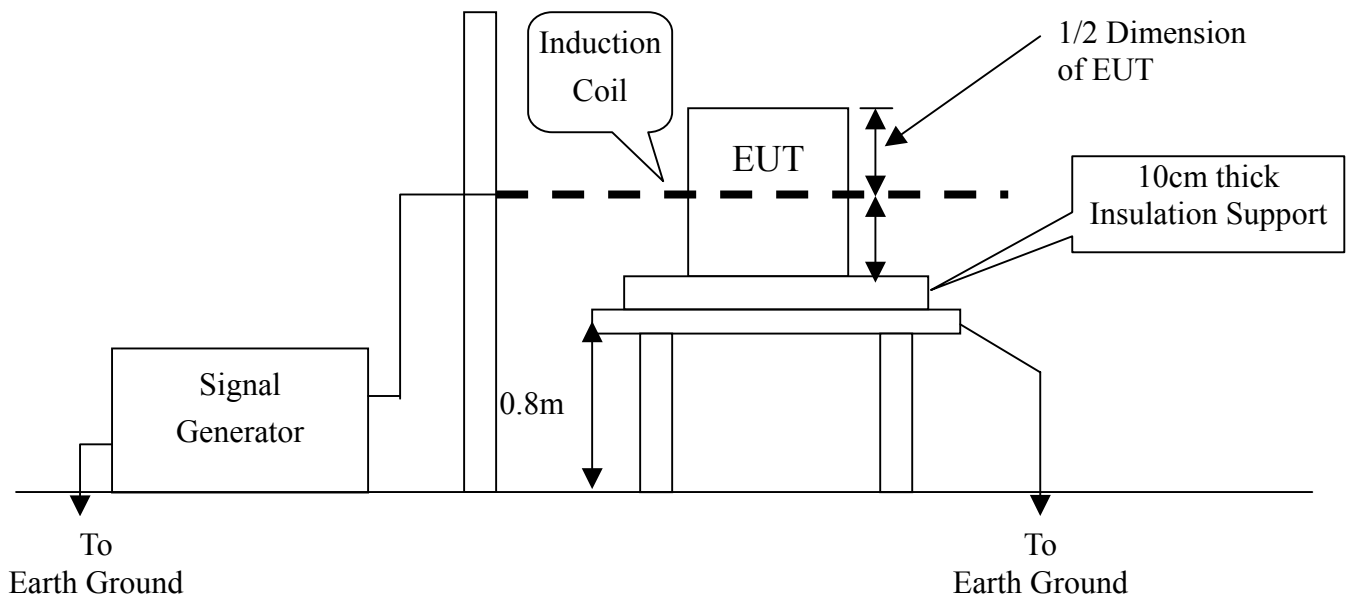 Induction
Coil
1/2 Dimension
of EUT
EUT
10cm thick
Insulation Support
Signal
Generator
0.8m
To
Earth Ground
To
Earth Ground